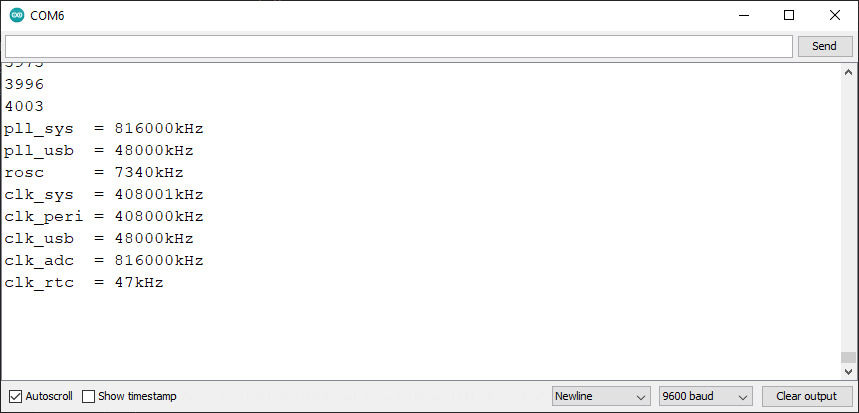 COM6
Send
3996
4003
pll_sys  = 816000kHz
pll_usb  = 48000kHz
rosc     = 7340kHz
clk_sys  = 408001kHz
clk_peri = 408000kHz
clk_usb  = 48000kHz
clk_adc  = 816000kHz
clk_rtc  = 47kHz
Autoscroll Show timestamp Newline 9600 baud Clear output